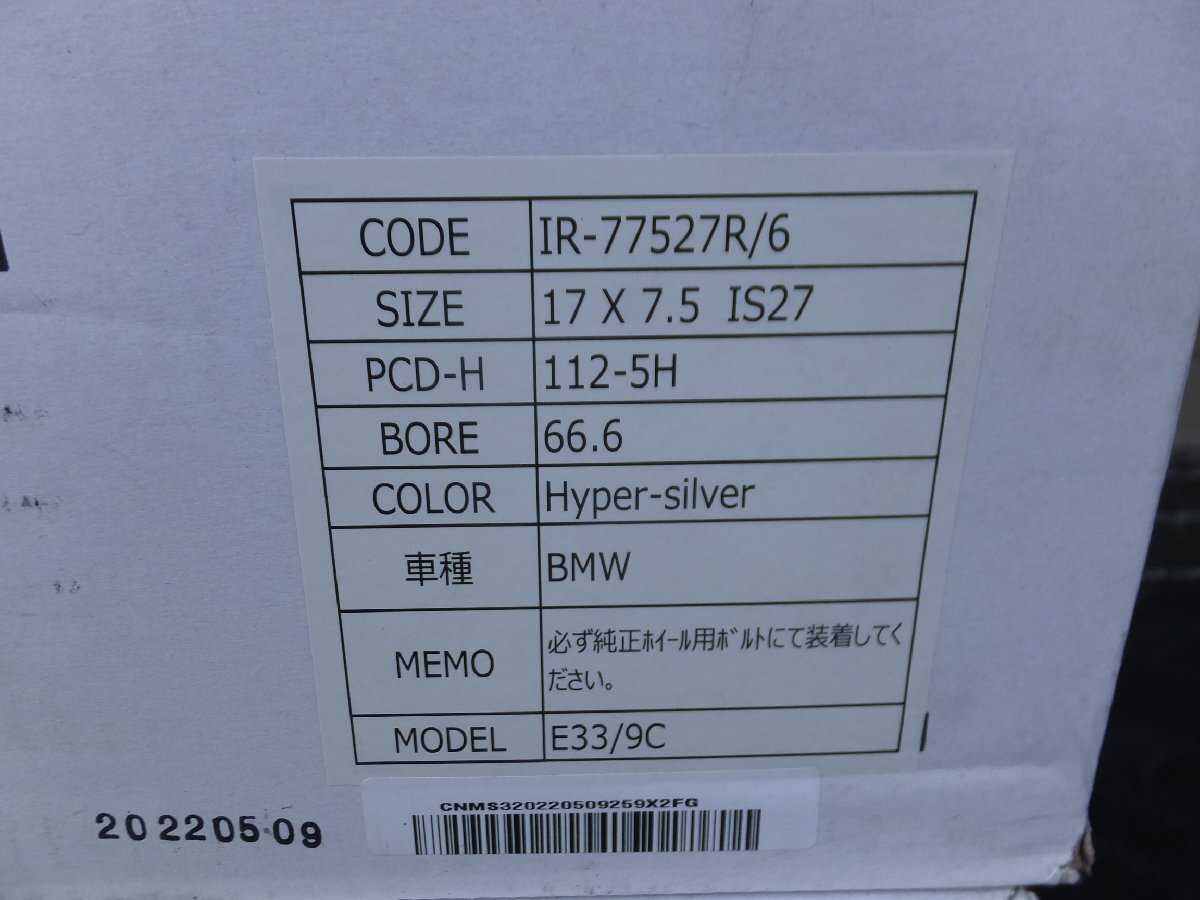 CODE IR-77527R/6
SIZE 17 X 7.5 IS27
PCD-H 112-5H
BORE 66.6
COLOR Hyper-silver
車種 BMW
MEMO 必ず純正ﾎｲｰﾙ用ﾎﾞﾙﾄにて装着してく
ださい。
MODEL E33/9C
CNMS320220509259X2FG
20220509